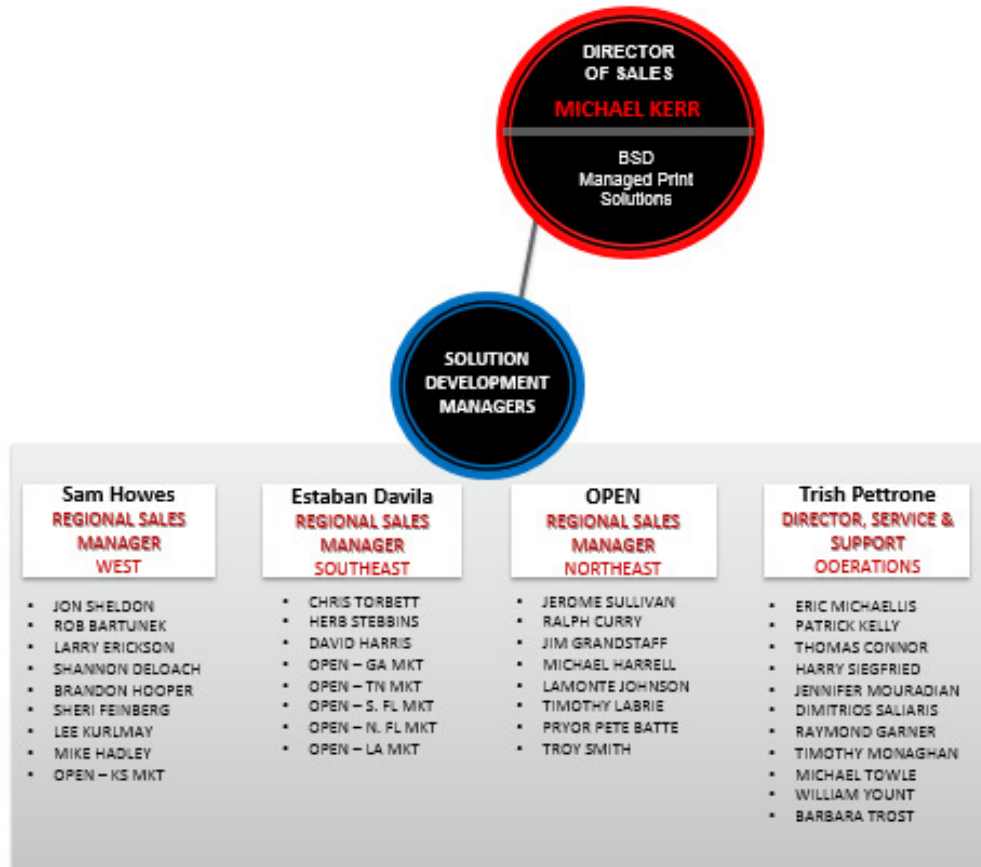 DIRECTOR
OF SALES
MICHAEL KERR
BSD
Managed Print
Solutions
SOLUTION
DEVELOPMENT
MANAGERS
Sam Howes
REGIONAL SALES
MANAGER
WEST
• JON SHELDON
• ROB BARTUNEK
• LARRY ERICKSON
• SHANNON DELOACH
• BRANDON HOOPER
• SHERI FEINBERG
• LEE KURLMAY
• MIKE HADLEY
• OPEN – KS MKT
Estaban Davila
REGIONAL SALES
MANAGER
SOUTHEAST
• CHRIS TORBETT
• HERB STEBBINS
• DAVID HARRIS
• OPEN – GA MKT
• OPEN – TN MKT
• OPEN – S. FL MKT
• OPEN – N. FL MKT
• OPEN – LA MKT
OPEN
REGIONAL SALES
MANAGER
NORTHEAST
• JEROME SULLIVAN
• RALPH CURRY
• JIM GRANDSTAFF
• MICHAEL HARRELL
• LAMONTE JOHNSON
• TIMOTHY LABRIE
• PRYOR PETE BATTE
• TROY SMITH
Trish Pettrone
DIRECTOR, SERVICE &
SUPPORT
OOERATIONS
• ERIC MICHAELLIS
• PATRICK KELLY
• THOMAS CONNOR
• HARRY SIEGFRIED
• JENNIFER MOURADIAN
• DIMITRIOS SALIARIS
• RAYMOND GARNER
• TIMOTHY MONAGHAN
• MICHAEL TOWLE
• WILLIAM YOUNT
• BARBARA TROST